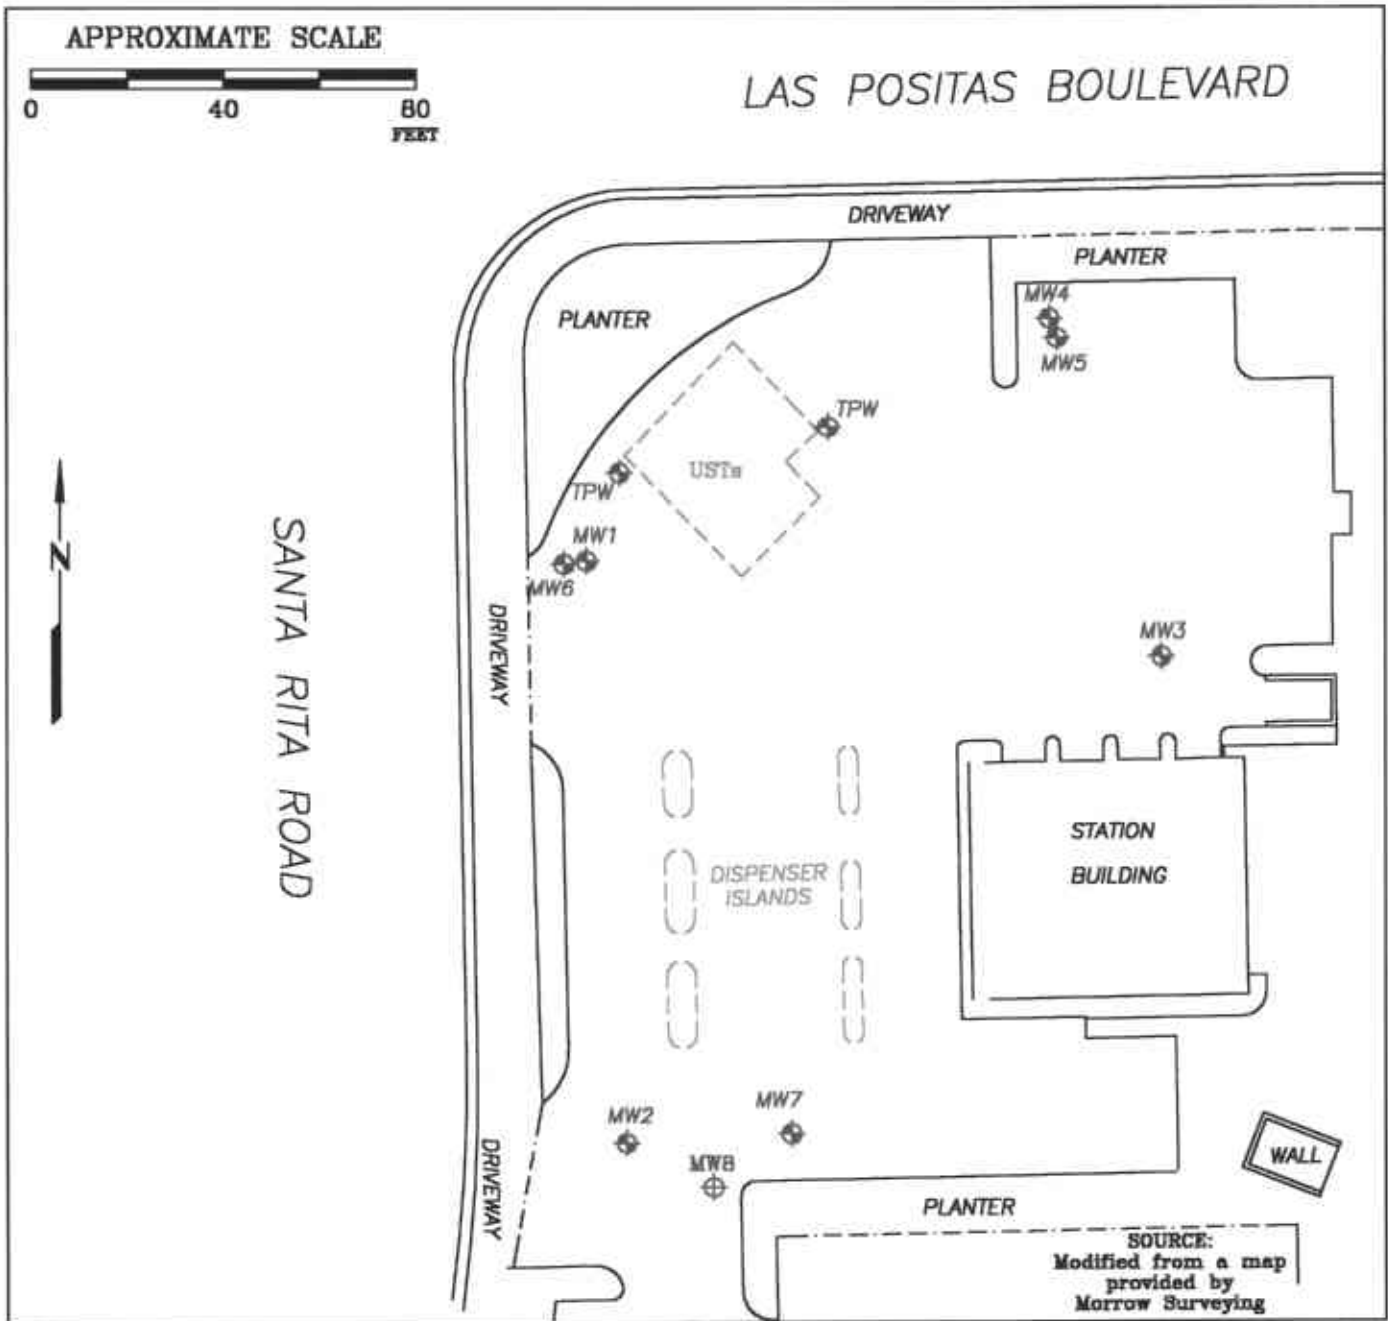 APPROXIMATE SCALE
0 40 80
FEET
LAS POSITAS BOULEVARD
DRIVEWAY
PLANTER
MW4
PLANTER
MW5
TPW
USTs
TPW
MW1
MW6
N
SANTA RITA ROAD
DRIVEWAY
MW3
STATION
BUILDING
DISPENSER
ISLANDS
MW7
MW2
MW8
DRIVEWAY
WALL
PLANTER
SOURCE:
Modified from a map
provided by
Morrow Surveying